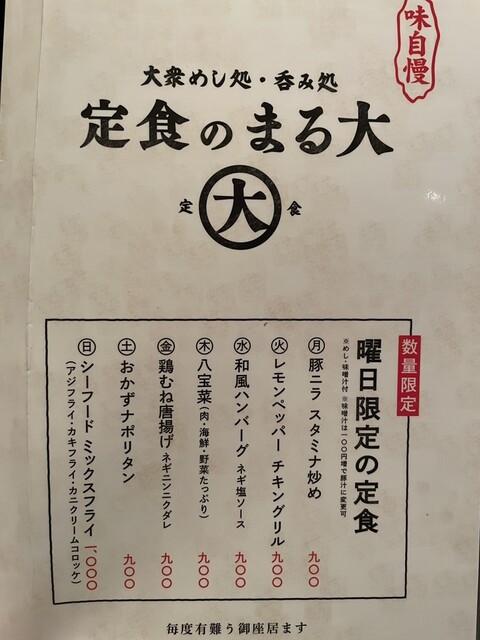 味自慢
大衆めし処・呑み処
定食のまる大
定 大 食
数量限定
曜日限定の定食
※めし・味噌汁付 ※味噌汁は一〇〇円増で豚汁に変更可
月 豚ニラ スタミナ炒め 九〇〇
火 レモンペッパー チキングリル 九〇〇
水 和風ハンバーグ ネギ塩ソース 九〇〇
木 八宝菜(肉・海鮮・野菜たっぷり) 九〇〇
金 鶏むね唐揚げ ネギニンニクダレ 九〇〇
土 おかずナポリタン 九〇〇
日 シーフード ミックスフライ 一、〇〇〇
(アジフライ・カキフライ・カニクリームコロッケ)
毎度有難う御座居ます